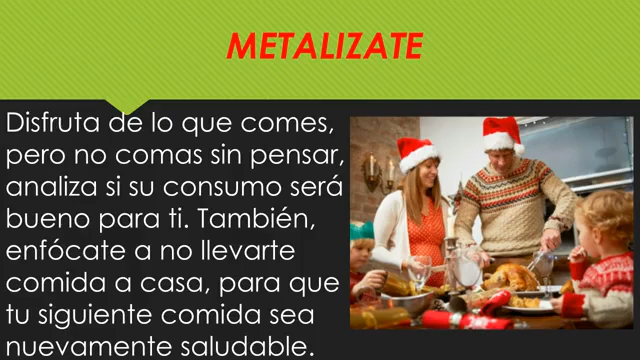 METALIZATE
Disfruta de lo que comes,
pero no comas sin pensar,
analiza si su consumo será
bueno para ti. También,
enfócate a no llevarte
comida a casa, para que
tu siguiente comida sea
nuevamente saludable.